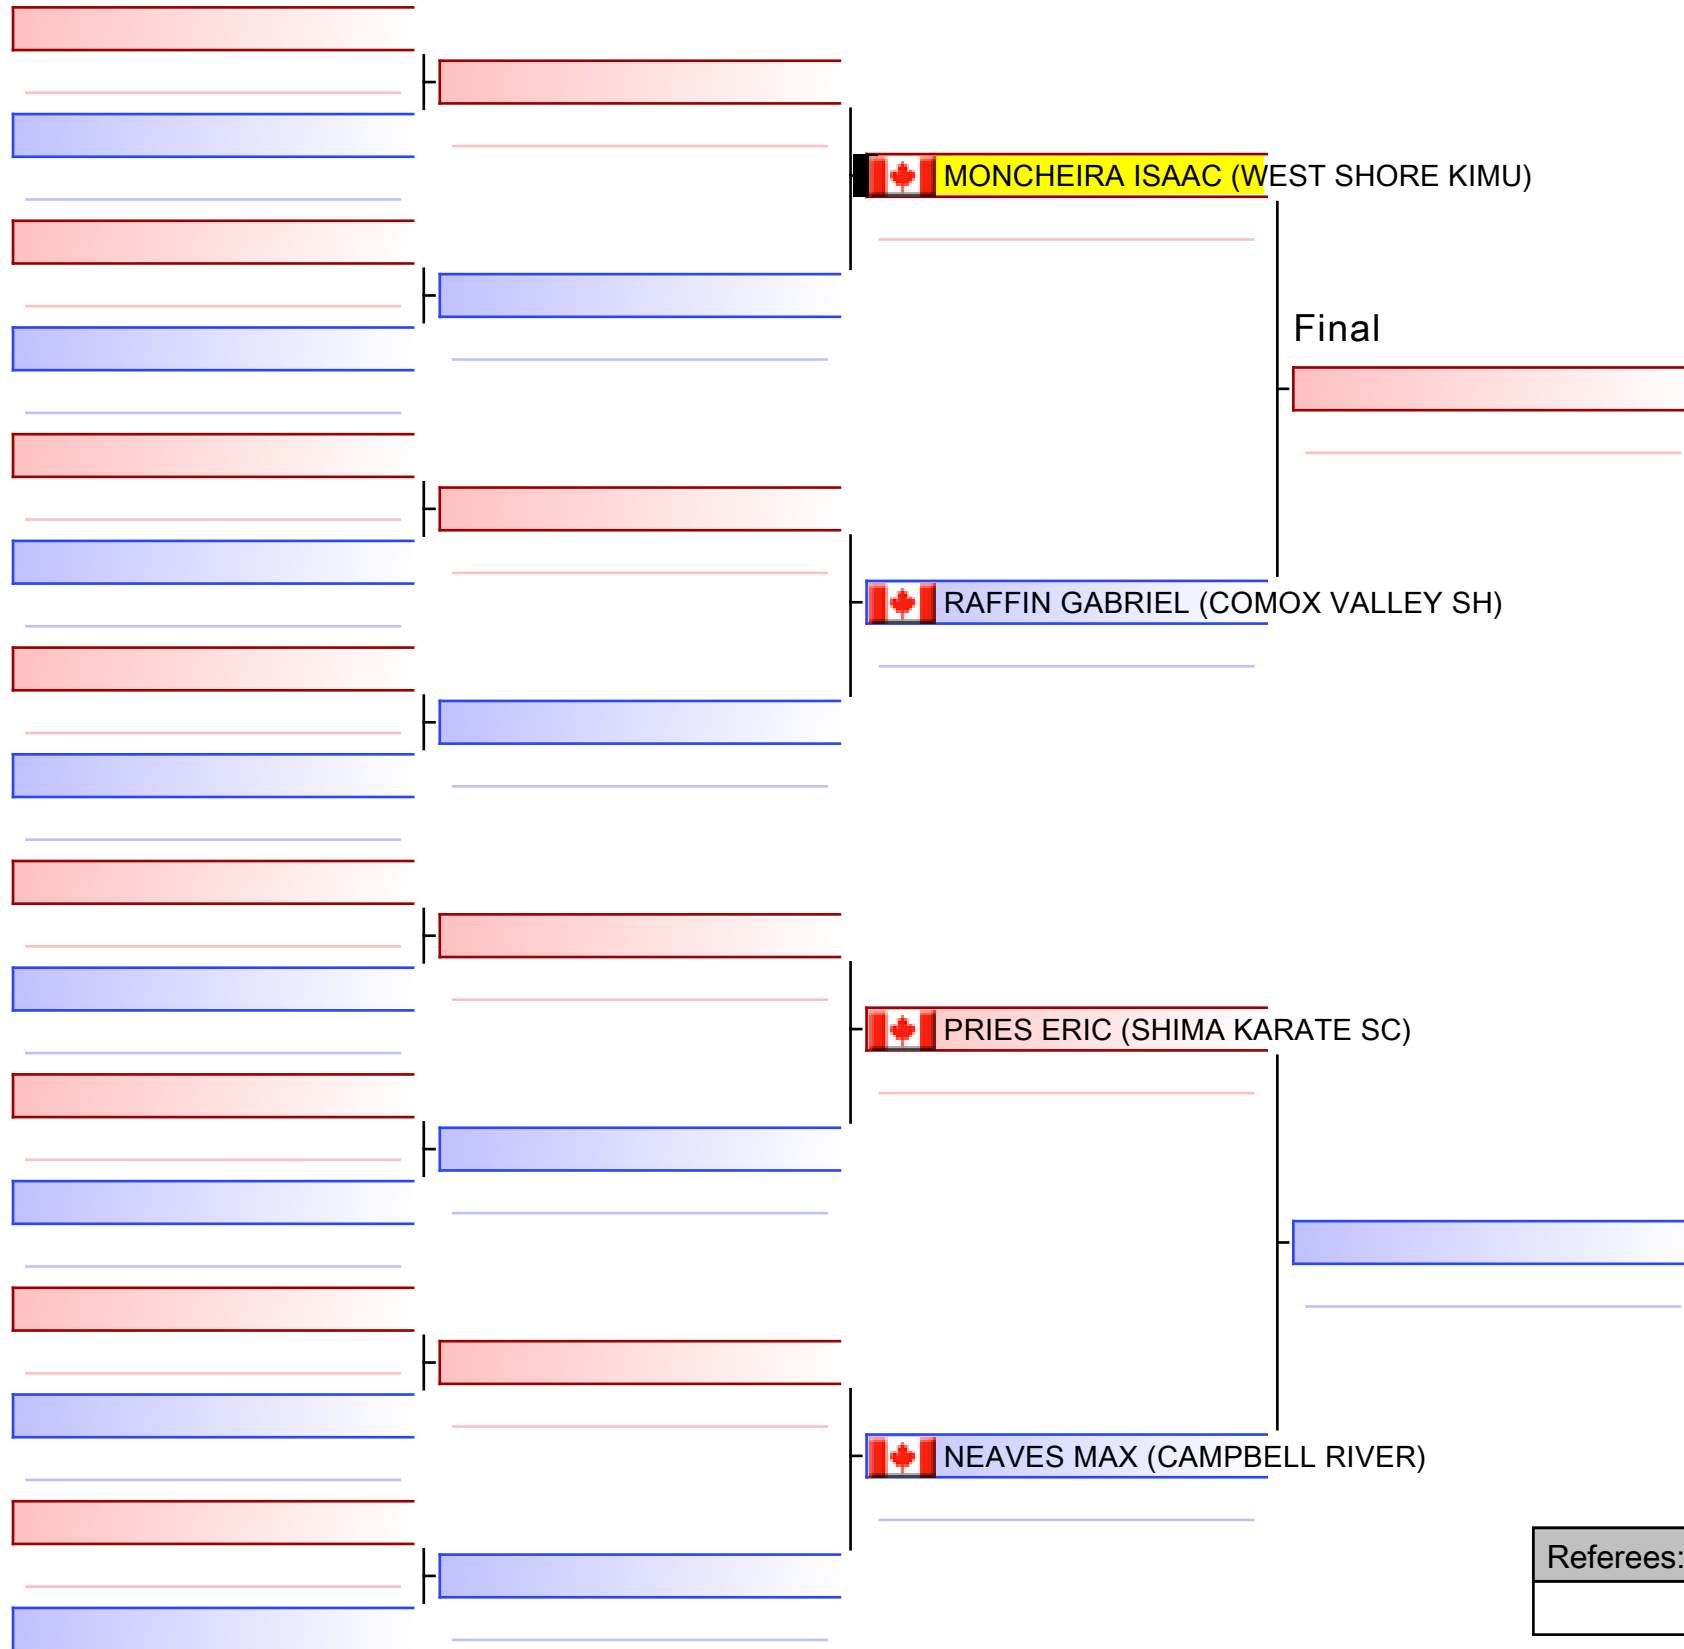 MONCHEIRA ISAAC (WEST SHORE KIMU)
Final
RAFFIN GABRIEL (COMOX VALLEY SH)
PRIES ERIC (SHIMA KARATE SC)
NEAVES MAX (CAMPBELL RIVER)
Referees: